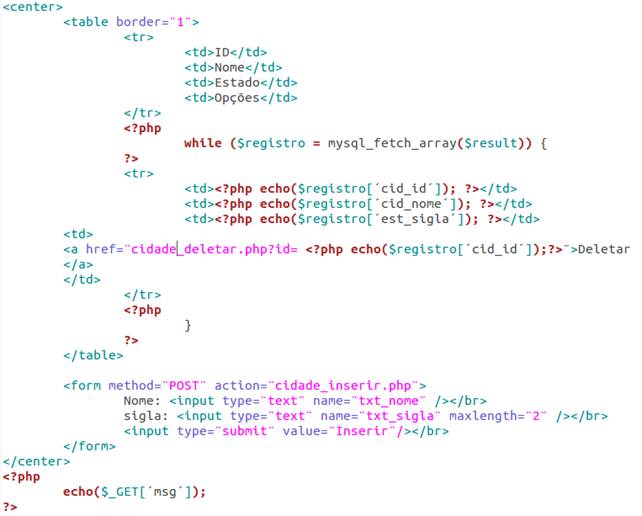 <center>
<table border=¨1¨>
<tr>
<td>ID</td>
<td>Nome</td>
<td>Estado</td>
<td>Opções</td>
</tr>
<?php
while ($registro = mysql_fetch_array($result)) {
?>
<tr>
<td><?php echo($registro[´cid_id´]); ?></td>
<td><?php echo($registro[´cid_nome´]); ?></td>
<td><?php echo($registro[´est_sigla´]); ?></td>
<td>
<a href=¨cidade_deletar.php?id= <?php echo($registro[´cid_id´]);?>¨>Deletar
</a>
</td>
</tr>
<?php
}
?>
</table>
<form method=¨POST¨ action=¨cidade_inserir.php¨>
Nome: <input type=¨text¨ name=¨txt_nome¨ /></br>
sigla: <input type=¨text¨ name=¨txt_sigla¨ maxlength=¨2¨ /></br>
<input type=¨submit¨ value=¨Inserir¨/></br>
</form>
</center>
<?php
echo($_GET[´msg´]);
?>